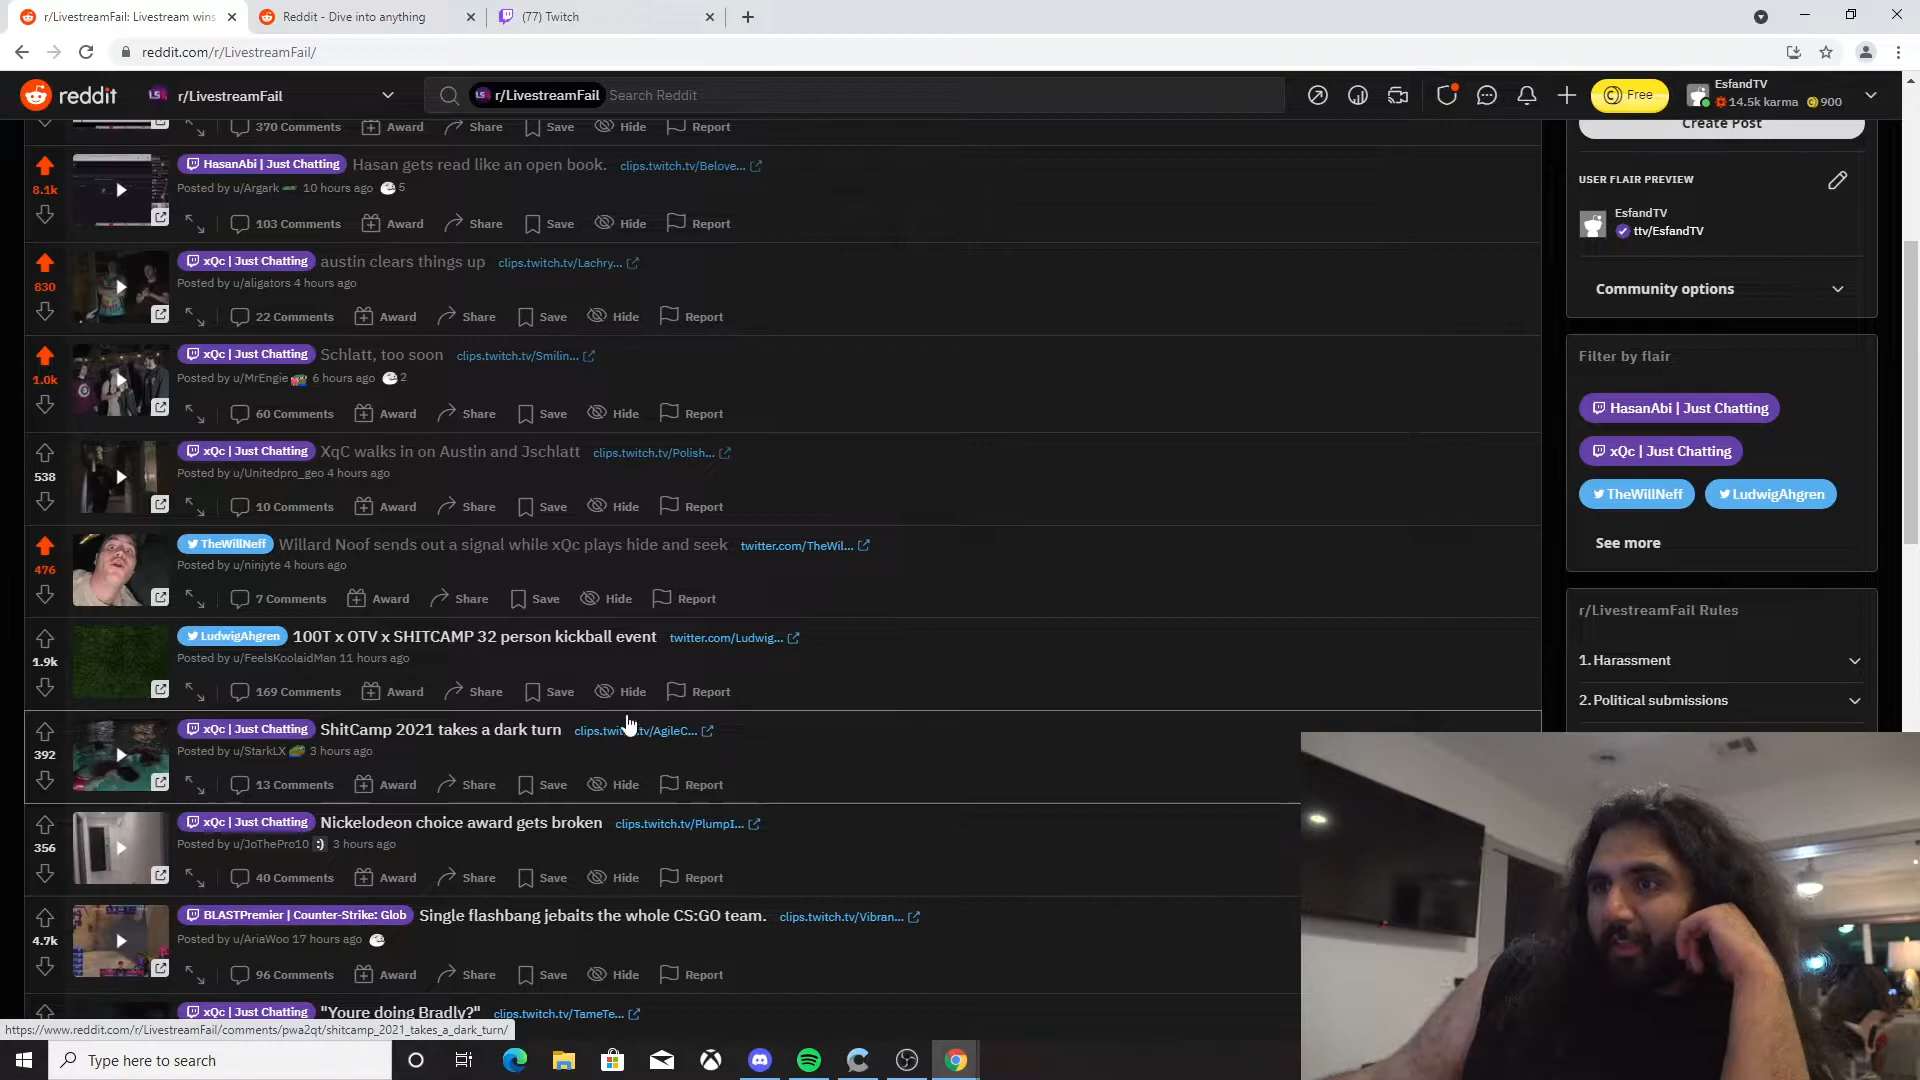 r/LivestreamFail: Livestream wins
Reddit - Dive into anything
(77) Twitch
reddit.com/r/LivestreamFail/
reddit
r/LivestreamFail
r/LivestreamFail Search Reddit
Free
EsfandTV
14.5k karma 900
370 Comments Award Share Save Hide Report
Create Post
8.1k
HasanAbi | Just Chatting Hasan gets read like an open book. clips.twitch.tv/Belove...
Posted by u/Argark 10 hours ago 5
103 Comments Award Share Save Hide Report
830
xQc | Just Chatting austin clears things up clips.twitch.tv/Lachry...
Posted by u/aligators 4 hours ago
22 Comments Award Share Save Hide Report
1.0k
xQc | Just Chatting Schlatt, too soon clips.twitch.tv/Smilin...
Posted by u/MrEngie 6 hours ago 2
60 Comments Award Share Save Hide Report
538
xQc | Just Chatting XqC walks in on Austin and Jschlatt clips.twitch.tv/Polish...
Posted by u/Unitedpro_geo 4 hours ago
10 Comments Award Share Save Hide Report
476
TheWillNeff Willard Noof sends out a signal while xQc plays hide and seek twitter.com/TheWil...
Posted by u/ninjyte 4 hours ago
7 Comments Award Share Save Hide Report
1.9k
LudwigAhgren 100T x OTV x SHITCAMP 32 person kickball event twitter.com/Ludwig...
Posted by u/FeelsKoolaidMan 11 hours ago
169 Comments Award Share Save Hide Report
392
xQc | Just Chatting ShitCamp 2021 takes a dark turn clips.twitch.tv/AgileC...
Posted by u/StarkLX 3 hours ago
13 Comments Award Share Save Hide Report
356
xQc | Just Chatting Nickelodeon choice award gets broken clips.twitch.tv/PlumpI...
Posted by u/JoThePro10 :) 3 hours ago
40 Comments Award Share Save Hide Report
4.7k
BLASTPremier | Counter-Strike: Glob Single flashbang jebaits the whole CS:GO team. clips.twitch.tv/Vibran...
Posted by u/AriaWoo 17 hours ago
96 Comments Award Share Save Hide Report
xQc | Just Chatting "Youre doing Bradly?" clips.twitch.tv/TameTe...
USER FLAIR PREVIEW
EsfandTV
ttv/EsfandTV
Community options
Filter by flair
HasanAbi | Just Chatting
xQc | Just Chatting
TheWillNeff LudwigAhgren
See more
r/LivestreamFail Rules
1. Harassment
2. Political submissions
https://www.reddit.com/r/LivestreamFail/comments/pwa2qt/shitcamp_2021_takes_a_dark_turn/
Type here to search